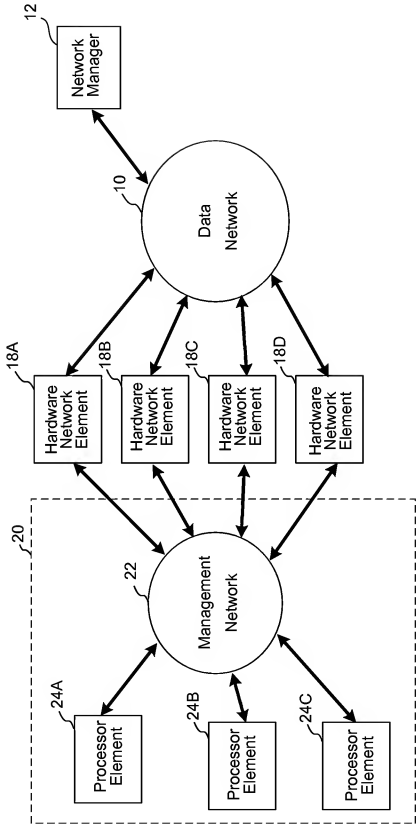 12
Network
Manager
10
Data
Network
18A
Hardware
Network
Element
18B
Hardware
Network
Element
18C
Hardware
Network
Element
18D
Hardware
Network
Element
20
22
Management
Network
24A
Processor
Element
24B
Processor
Element
24C
Processor
Element